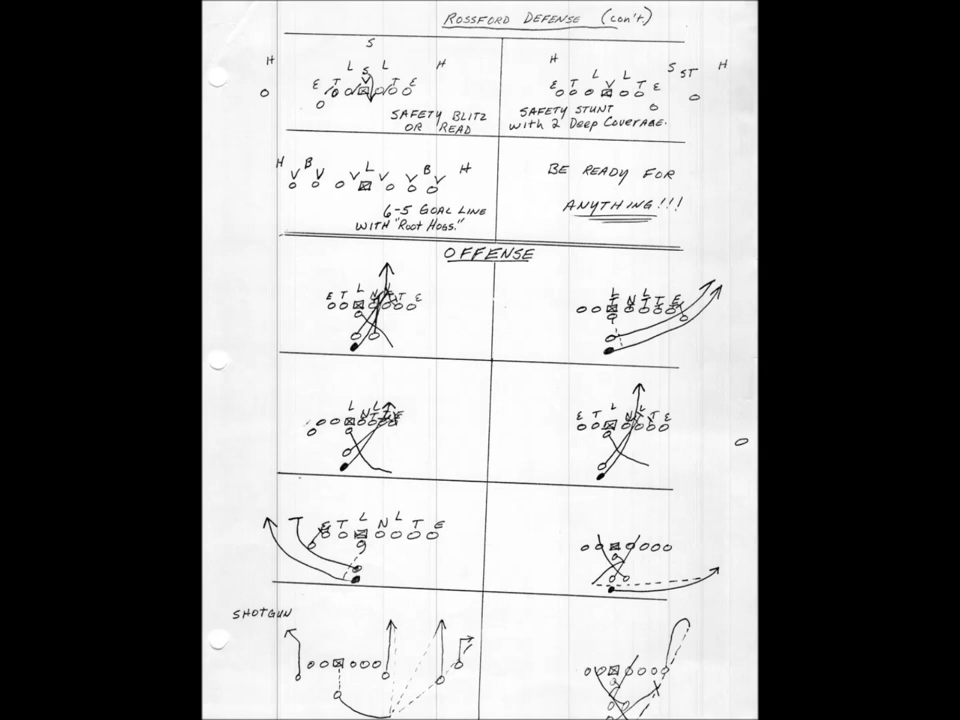 ROSSFORD DEFENSE (con't.)
S
H L S L H
E T T E
SAFETY BLITZ
OR READ
H L V L S ST H
E T T E
SAFETY STUNT
with 2 Deep Coverage.
H B L B H
V V V V V V
6-5 GOAL LINE
WITH "ROOT HOGS."
BE READY FOR
ANYTHING!!!
OFFENSE
E T L N L T E
L N L T E
L N L T E
E T L N L T E
T E T L N L T E
SHOTGUN